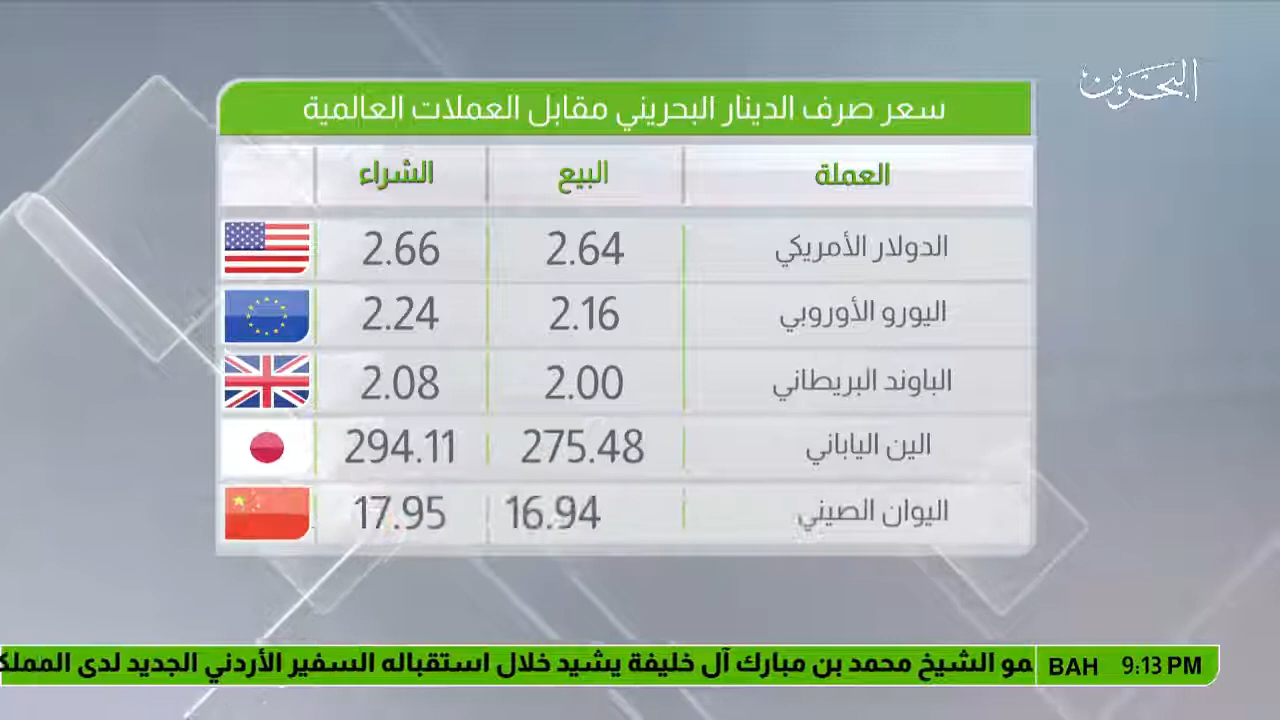 البحرين
سعر صرف الدينار البحريني مقابل العملات العالمية
العملة البيع الشراء
الدولار الأمريكي 2.64 2.66
اليورو الأوروبي 2.16 2.24
الباوند البريطاني 2.00 2.08
الين الياباني 275.48 294.11
اليوان الصيني 16.94 17.95
BAH 9:13 PM
مو الشيخ محمد بن مبارك آل خليفة يشيد خلال استقباله السفير الأردني الجديد لدى المملك